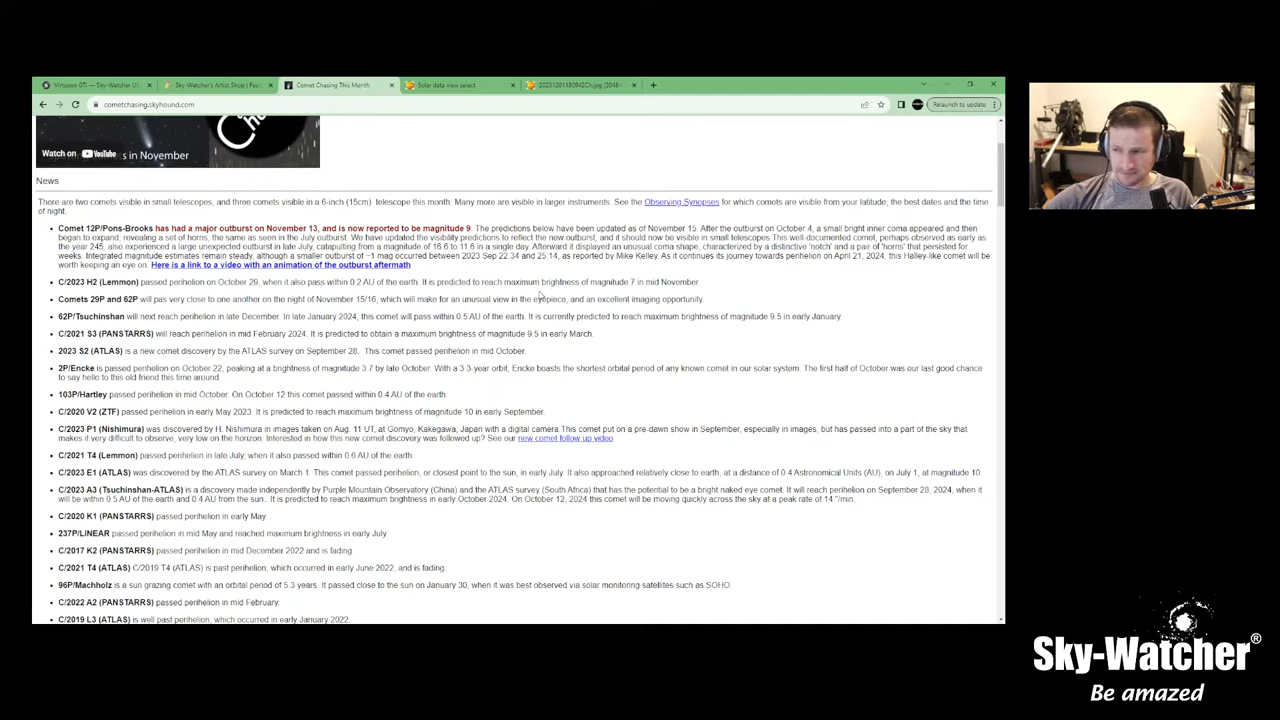 Virtuoso GTi — Sky-Watcher U
Sky-Watcher's Artist Shop | Fea
Comet Chasing This Month
Solar data view select
20231201180942Ch.jpg (2048
cometchasing.skyhound.com
Relaunch to update
Watch on YouTube s in November
News
There are two comets visible in small telescopes, and three comets visible in a 6-inch (15cm) telescope this month. Many more are visible in larger instruments. See the Observing Synopses for which comets are visible from your latitude, the best dates and the time
of night.
• Comet 12P/Pons-Brooks has had a major outburst on November 13, and is now reported to be magnitude 9. The predictions below have been updated as of November 15. After the outburst on October 4, a small bright inner coma appeared and then
began to expand, revealing a set of horns, the same as seen in the July outburst. We have updated the visibility predictions to reflect the new outburst, and it should now be visible in small telescopes This well-documented comet, perhaps observed as early as
the year 245, also experienced a large unexpected outburst in late July, catapulting from a magnitude of 16.6 to 11.6 in a single day. Afterward it displayed an unusual coma shape, characterized by a distinctive 'notch' and a pair of 'horns' that persisted for
weeks. Integrated magnitude estimates remain steady, although a smaller outburst of ~1 mag occurred between 2023 Sep 22.34 and 25.14, as reported by Mike Kelley. As it continues its journey towards perihelion on April 21, 2024, this Halley-like comet will be
worth keeping an eye on. Here is a link to a video with an animation of the outburst aftermath
• C/2023 H2 (Lemmon) passed perihelion on October 29, when it also pass within 0.2 AU of the earth. It is predicted to reach maximum brightness of magnitude 7 in mid November.
• Comets 29P and 62P will pas very close to one another on the night of November 15/16, which will make for an unusual view in the eyepiece, and an excellent imaging opportunity.
• 62P/Tsuchinshan will next reach perihelion in late December. In late January 2024, this comet will pass within 0.5 AU of the earth. It is currently predicted to reach maximum brightness of magnitude 9.5 in early January.
• C/2021 S3 (PANSTARRS) will reach perihelion in mid February 2024. It is predicted to obtain a maximum brightness of magnitude 9.5 in early March.
• 2023 S2 (ATLAS) is a new comet discovery by the ATLAS survey on September 28. This comet passed perihelion in mid October.
• 2P/Encke is passed perihelion on October 22, peaking at a brightness of magnitude 3.7 by late October. With a 3.3-year orbit, Encke boasts the shortest orbital period of any known comet in our solar system. The first half of October was our last good chance
to say hello to this old friend this time around.
• 103P/Hartley passed perihelion in mid October. On October 12 this comet passed within 0.4 AU of the earth.
• C/2020 V2 (ZTF) passed perihelion in early May 2023. It is predicted to reach maximum brightness of magnitude 10 in early September.
• C/2023 P1 (Nishimura) was discovered by H. Nishimura in images taken on Aug. 11 UT, at Gomyo, Kakegawa, Japan with a digital camera.This comet put on a pre-dawn show in September, especially in images, but has passed into a part of the sky that
makes it very difficult to observe, very low on the horizon. Interested in how this new comet discovery was followed up? See our new comet follow up video
• C/2021 T4 (Lemmon) passed perihelion in late July, when it also passed within 0.6 AU of the earth.
• C/2023 E1 (ATLAS) was discovered by the ATLAS survey on March 1. This comet passed perihelion, or closest point to the sun, in early July. It also approached relatively close to earth, at a distance of 0.4 Astronomical Units (AU), on July 1, at magnitude 10.
• C/2023 A3 (Tsuchinshan-ATLAS) is a discovery made independently by Purple Mountain Observatory (China) and the ATLAS survey (South Africa) that has the potential to be a bright naked eye comet. It will reach perihelion on September 28, 2024, when it
will be within 0.5 AU of the earth and 0.4 AU from the sun.. It is predicted to reach maximum brightness in early October 2024. On October 12, 2024 this comet will be moving quickly across the sky at a peak rate of 14 "/min.
• C/2020 K1 (PANSTARRS) passed perihelion in early May.
• 237P/LINEAR passed perihelion in mid May and reached maximum brightness in early July.
• C/2017 K2 (PANSTARRS) passed perihelion in mid December 2022 and is fading.
• C/2021 T4 (ATLAS) C/2019 T4 (ATLAS) is past perihelion, which occurred in early June 2022, and is fading.
• 96P/Machholz is a sun grazing comet with an orbital period of 5.3 years. It passed close to the sun on January 30, when it was best observed via solar monitoring satellites such as SOHO.
• C/2022 A2 (PANSTARRS) passed perihelion in mid February.
• C/2019 L3 (ATLAS) is well past perihelion, which occurred in early January 2022.
Sky-Watcher®
Be amazed